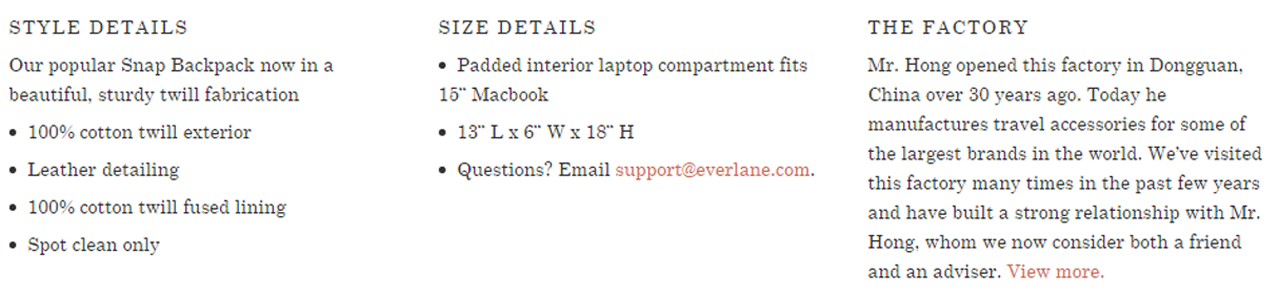 STYLE DETAILS
Our popular Snap Backpack now in a
beautiful, sturdy twill fabrication
• 100% cotton twill exterior
• Leather detailing
• 100% cotton twill fused lining
• Spot clean only
SIZE DETAILS
• Padded interior laptop compartment fits
15" Macbook
• 13" L x 6" W x 18" H
• Questions? Email support@everlane.com.
THE FACTORY
Mr. Hong opened this factory in Dongguan,
China over 30 years ago. Today he
manufactures travel accessories for some of
the largest brands in the world. We've visited
this factory many times in the past few years
and have built a strong relationship with Mr.
Hong, whom we now consider both a friend
and an adviser. View more.